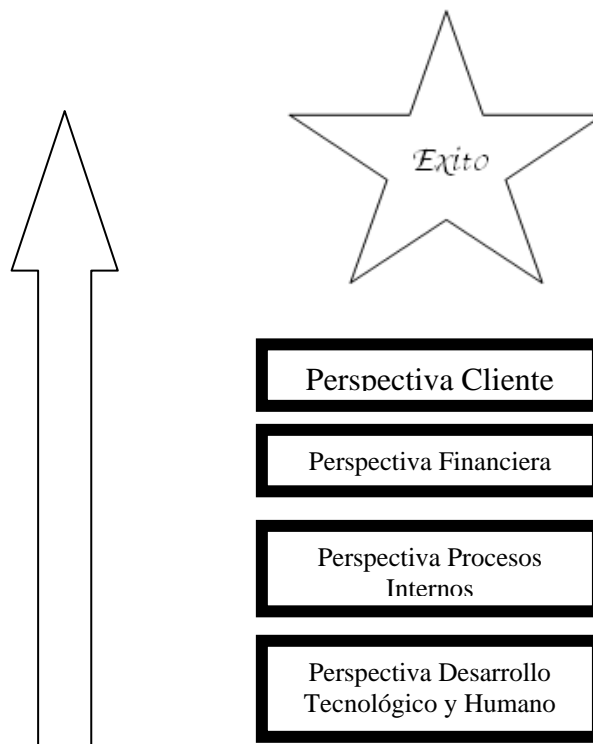 Exito
Perspectiva Cliente
Perspectiva Financiera
Perspectiva Procesos
Internos
Perspectiva Desarrollo
Tecnológico y Humano